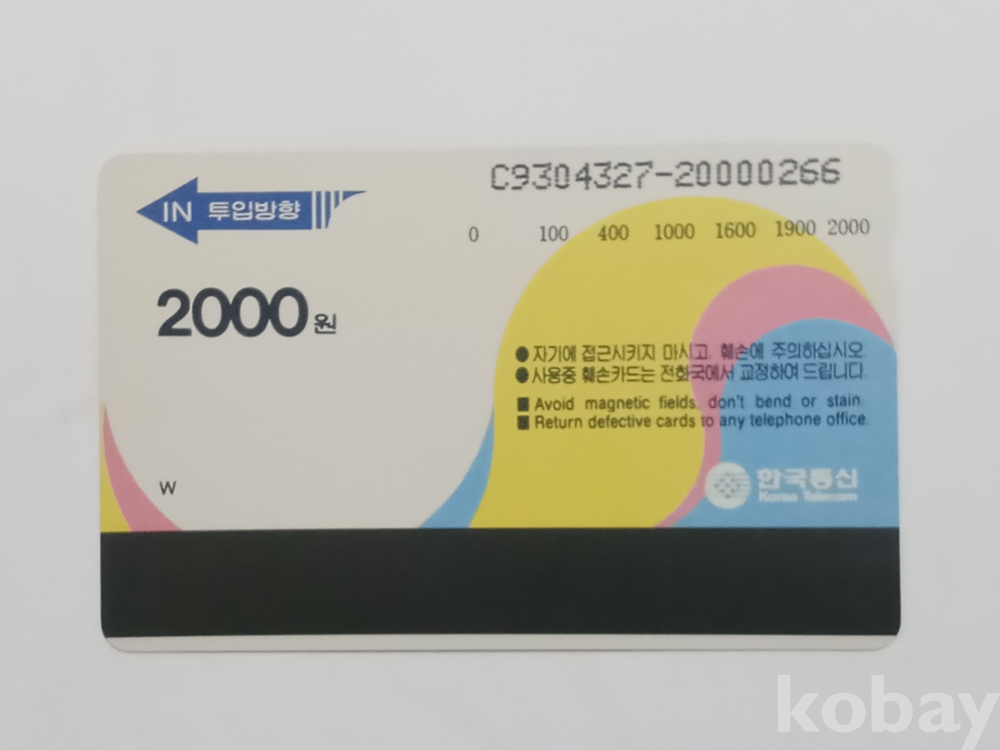 C9304327-20000266
IN 투입방향
0 100 400 1000 1600 1900 2000
2000원
● 자기에 접근시키지 마시고, 훼손에 주의하십시오.
● 사용중 훼손카드는 전화국에서 교정하여 드립니다.
■ Avoid magnetic fields, don't bend or stain.
■ Return defective cards to any telephone office.
W
한국통신
Korea Telecom
kobay